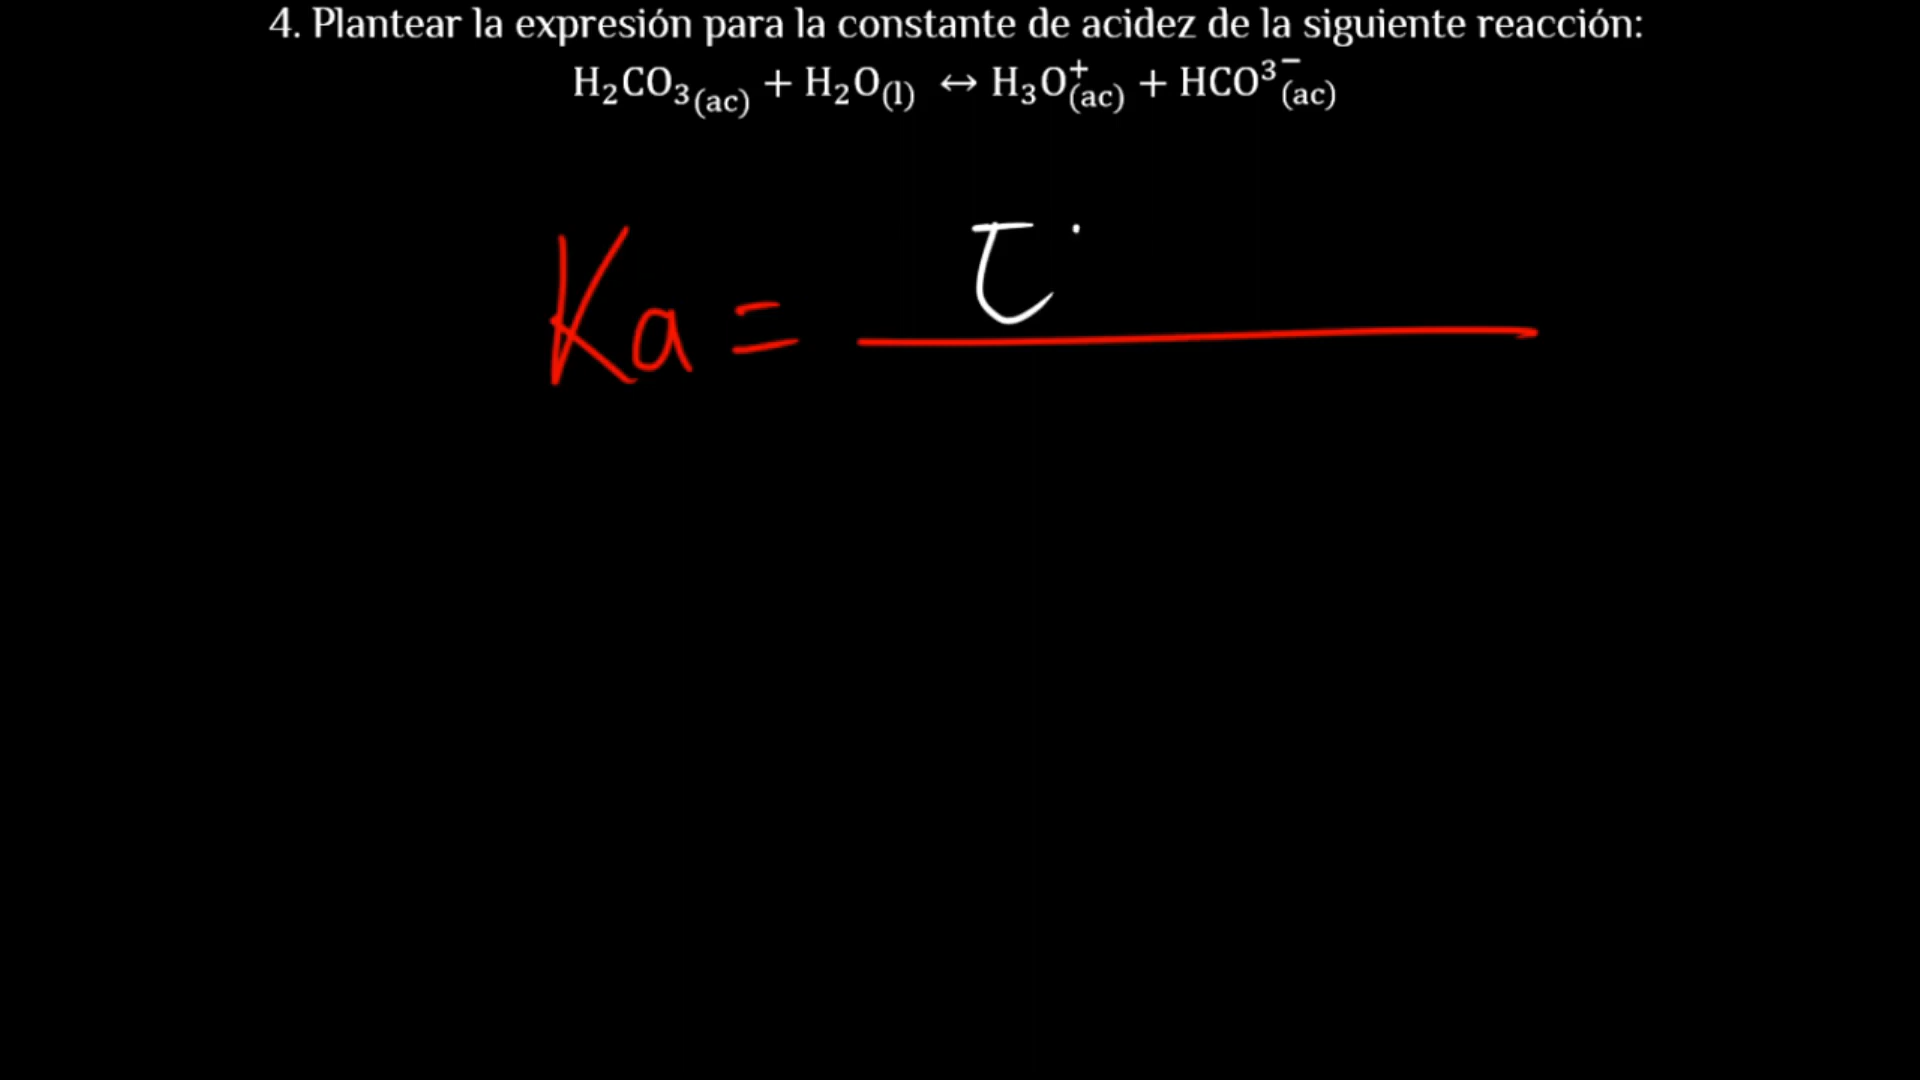 4. Plantear la expresión para la constante de acidez de la siguiente reacción:
H₂CO₃(ac) + H₂O(l) ↔ H₃O⁺(ac) + HCO³⁻(ac)
Ka =